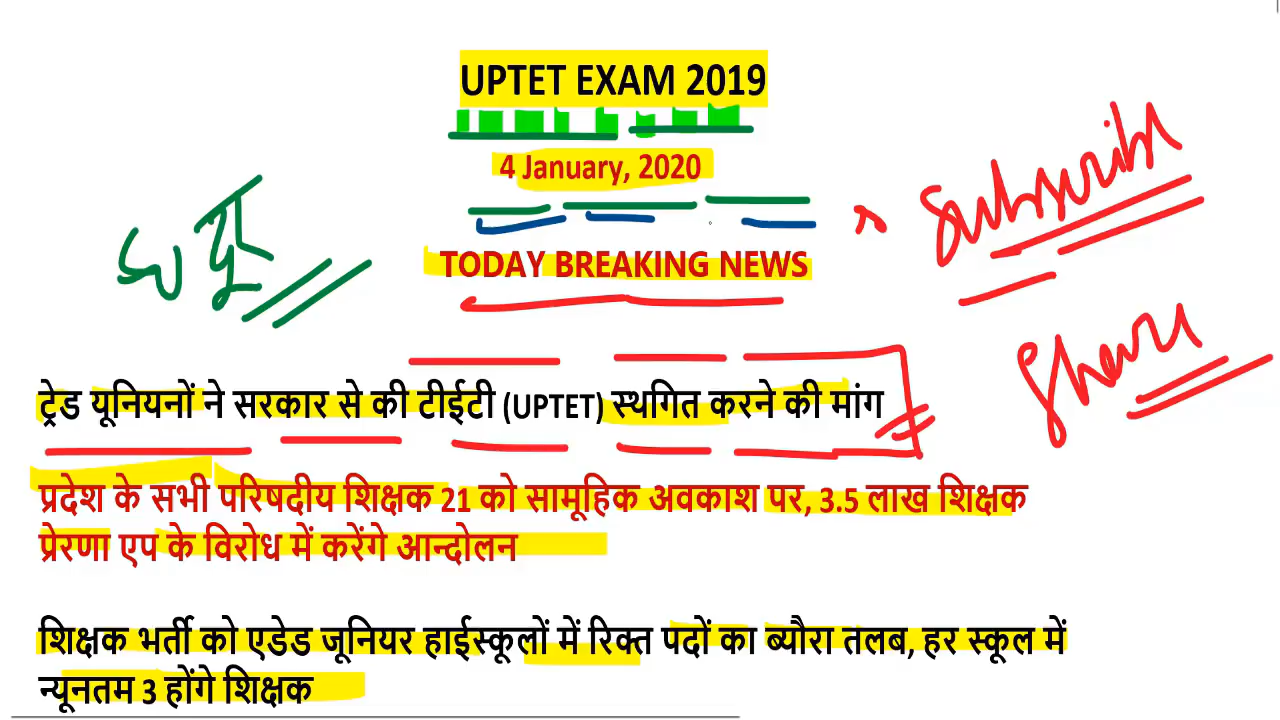 UPTET EXAM 2019
4 January, 2020
Subscribe
TODAY BREAKING NEWS
Share
ट्रेड यूनियनों ने सरकार से की टीईटी (UPTET) स्थगित करने की मांग
प्रदेश के सभी परिषदीय शिक्षक 21 को सामूहिक अवकाश पर, 3.5 लाख शिक्षक
प्रेरणा एप के विरोध में करेंगे आन्दोलन
शिक्षक भर्ती को एडेड जूनियर हाईस्कूलों में रिक्त पदों का ब्यौरा तलब, हर स्कूल में
न्यूनतम 3 होंगे शिक्षक